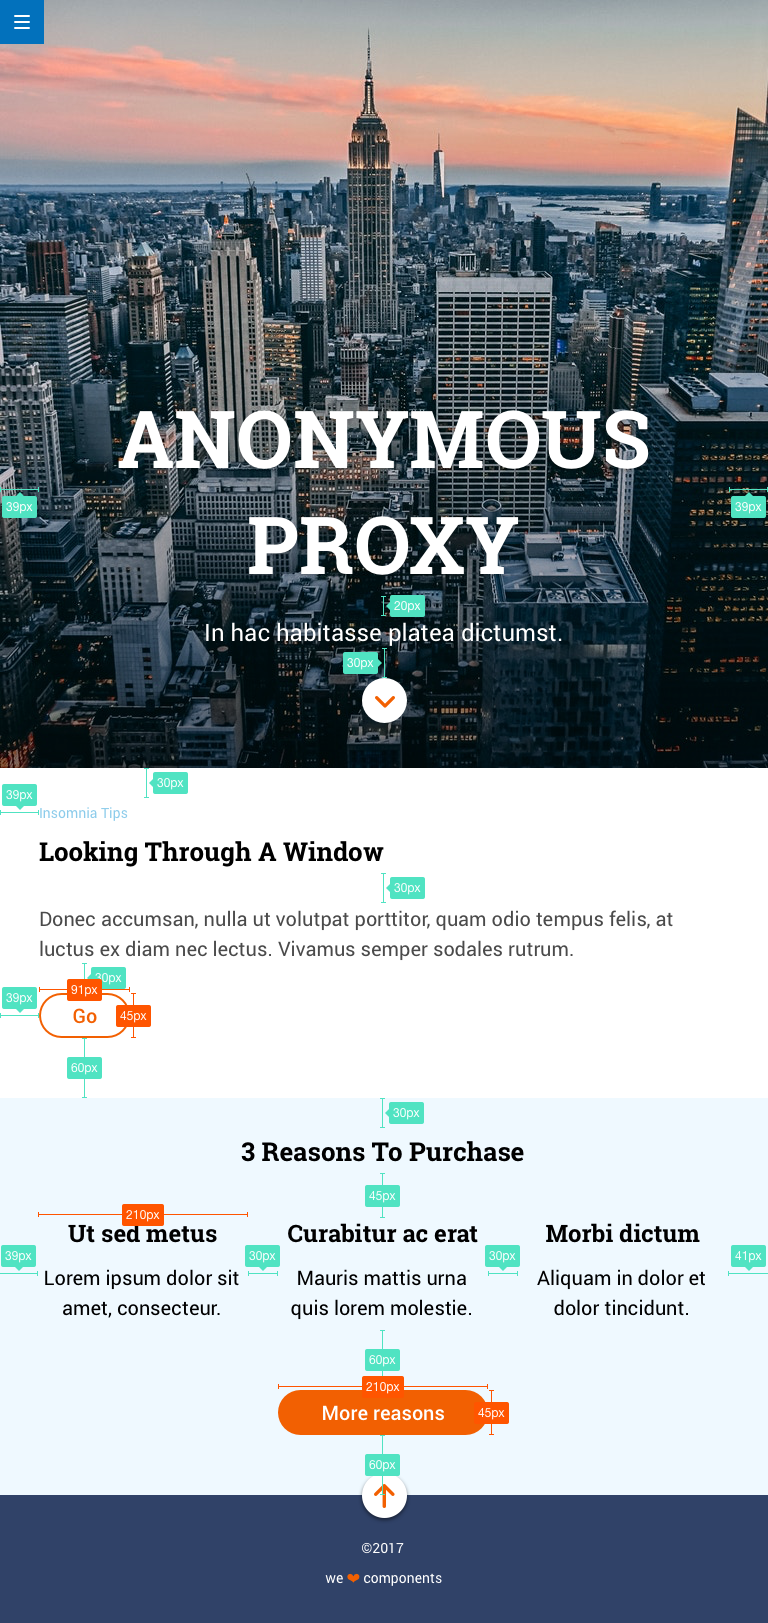 ANONYMOUS
PROXY
39px
39px
20px
In hac habitasse platea dictumst.
30px
30px
39px
Insomnia Tips
Looking Through A Window
30px
Donec accumsan, nulla ut volutpat porttitor, quam odio tempus felis, at
luctus ex diam nec lectus. Vivamus semper sodales rutrum.
30px
91px
39px
Go
45px
60px
30px
3 Reasons To Purchase
45px
210px
Ut sed metus
Curabitur ac erat
Morbi dictum
39px
30px
30px
41px
Lorem ipsum dolor sit
amet, consecteur.
Mauris mattis urna
quis lorem molestie.
Aliquam in dolor et
dolor tincidunt.
60px
210px
More reasons
45px
60px
©2017
we ❤ components